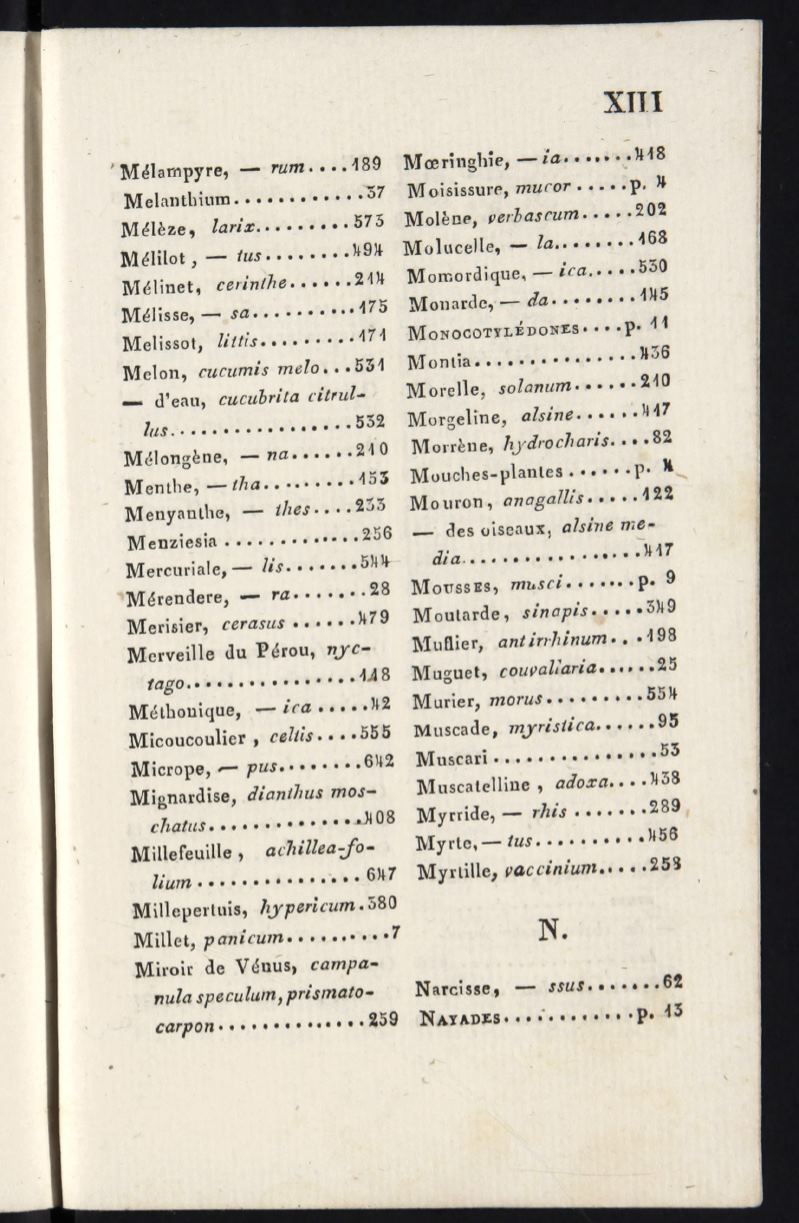 XIII
Mélampyre, — rum....189
Melanthium............37
Mélèze, larix.........573
Mélilot, — tus........494
Mélinet, cerinthe......214
Mélisse, — sa..........175
Melissot, littis.........171
Melon, cucumis melo...531
— d'eau, cucubrita citrul-
lus.................532
Mélongène, — na......210
Menthe, — tha.........153
Menyanthe, — thes....233
Menziesia.............256
Mercuriale, — lis.......544
Mérendere, — ra.......28
Merisier, cerasus......479
Merveille du Pérou, nyc-
tago................118
Méthonique, — ica.....42
Micoucoulier, celtis....555
Micrope, — pus........642
Mignardise, dianthus mos-
chatus..............408
Millefeuille, achillea-fo-
lium...............647
Millepertuis, hypericum.380
Millet, panicum..........7
Miroir de Vénus, campa-
nula speculum, prismato-
carpon..............259
Mœringhie, — ia.......418
Moisissure, mucor.....p. 4
Molène, verbascum.....202
Molucelle, — la........168
Momordique, — ica.....530
Monarde, — da.........145
MONOCOTYLÉDONES....p. 11
Montia...............436
Morelle, solanum......210
Morgeline, alsine......417
Morrène, hydrocharis....82
Mouches-plantes......p. 4
Mouron, anagallis.....122
— des oiseaux, alsine me-
dia.................417
MOUSSES, musci.......p. 9
Moutarde, sinapis.....349
Muflier, antirrhinum...198
Muguet, couvaliaria......25
Murier, morus.........554
Muscade, myristica......95
Muscari...............53
Muscatelline, adoxa....438
Myrride, — rhis.......289
Myrte, — tus..........456
Myrtille, vaccinium.....258
N.
Narcisse, — ssus.......62
NAYADES............p. 13